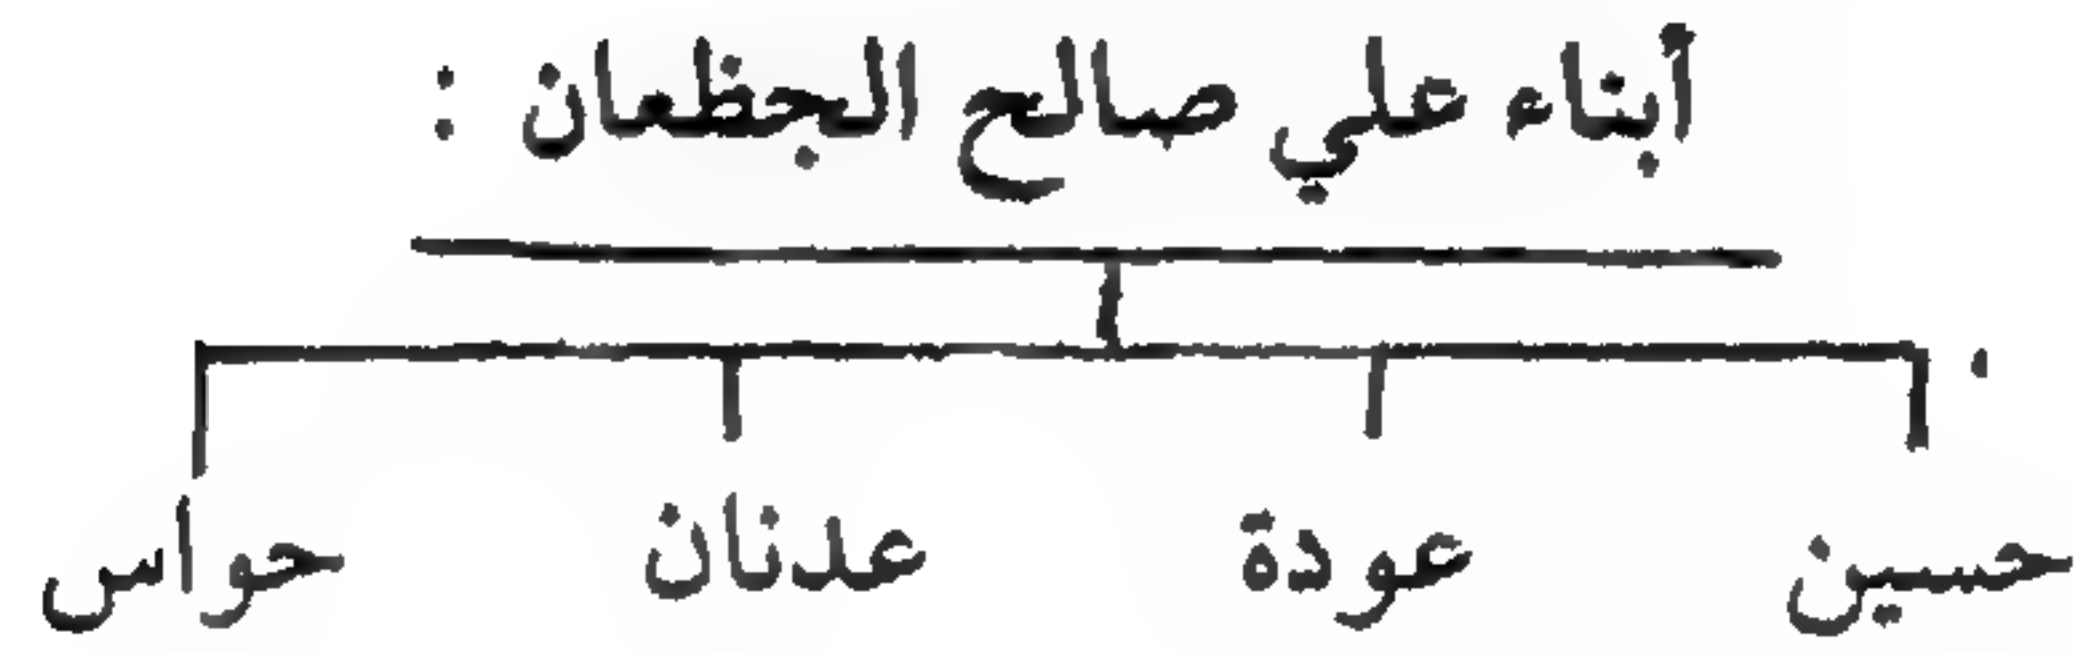 أبناء علي صالح الجظعان :
حسين عودة عدنان حواس